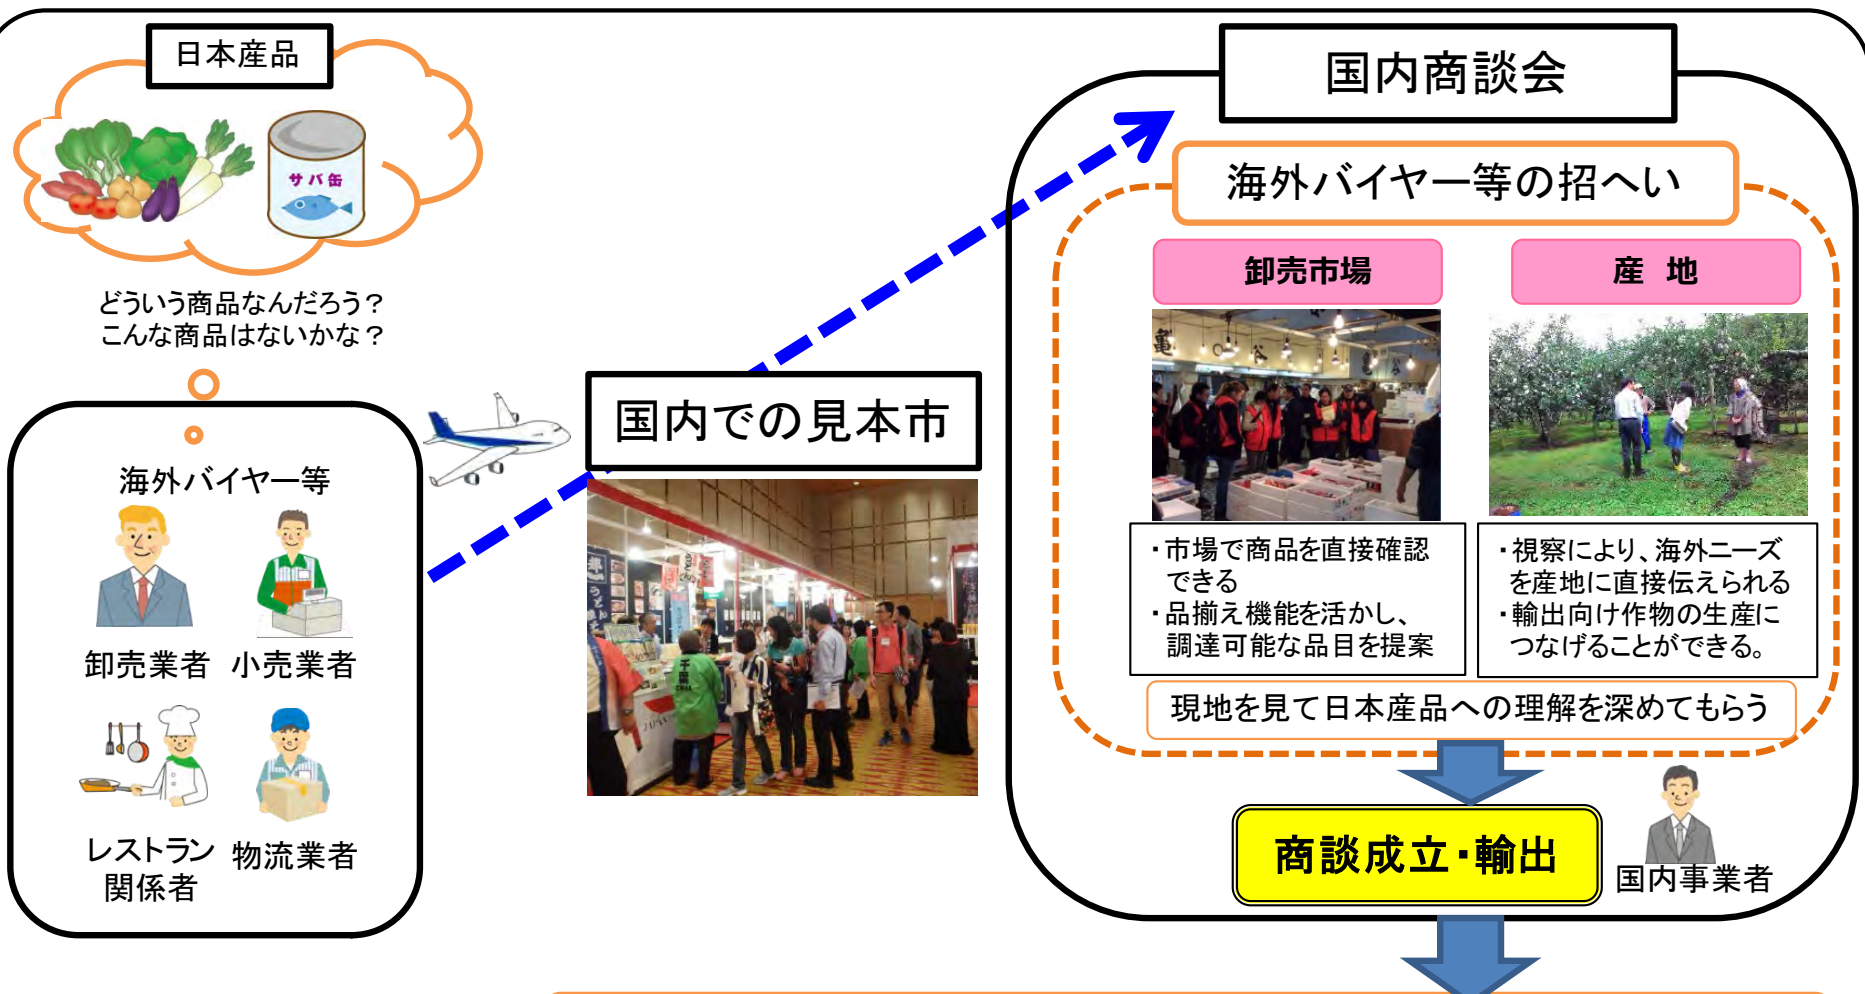 日本産品
サバ缶
どういう商品なんだろう？
こんな商品はないかな？
海外バイヤー等
卸売業者
小売業者
レストラン
関係者
物流業者
国内での見本市
千疋屋
JAPAN
国内商談会
海外バイヤー等の招へい
卸売市場
産 地
亀
谷
亀
谷
・市場で商品を直接確認
できる
・品揃え機能を活かし、
調達可能な品目を提案
・視察により、海外ニーズ
を産地に直接伝えられる
・輸出向け作物の生産に
つなげることができる。
現地を見て日本産品への理解を深めてもらう
商談成立・輸出
国内事業者